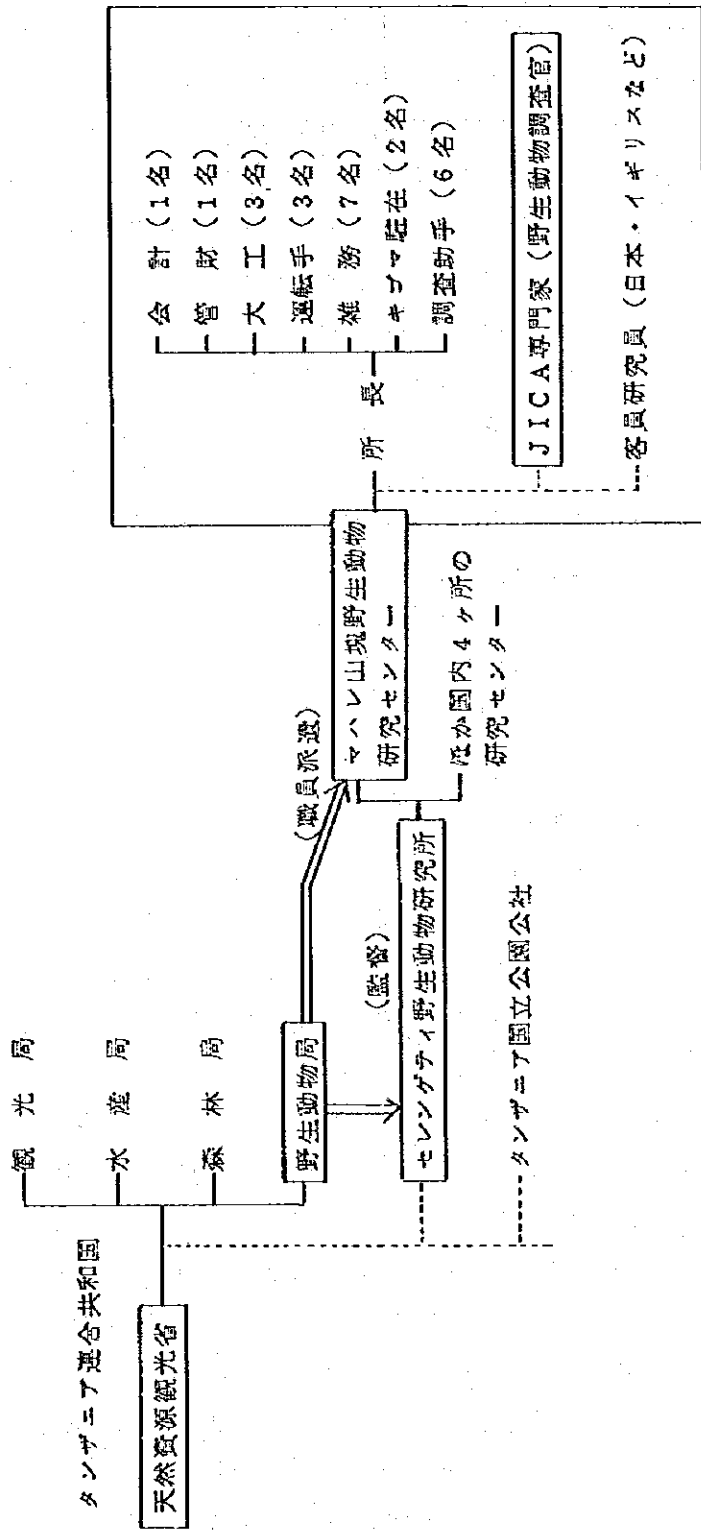 タンザニア連合共和国
天然資源観光省
観光局
水産局
森林局
野生動物局
(職員派遣)
(監督)
セレンゲティ野生動物研究所
タンザニア国立公園公社
マハレ山塊野生動物
研究センター
ほか国内4ヶ所の
研究センター
所長
会計(1名)
管財(1名)
大工(3名)
運転手(3名)
雑務(7名)
キゴマ駐在(2名)
調査助手(6名)
JICA専門家(野生動物調査官)
客員研究員(日本・イギリスなど)